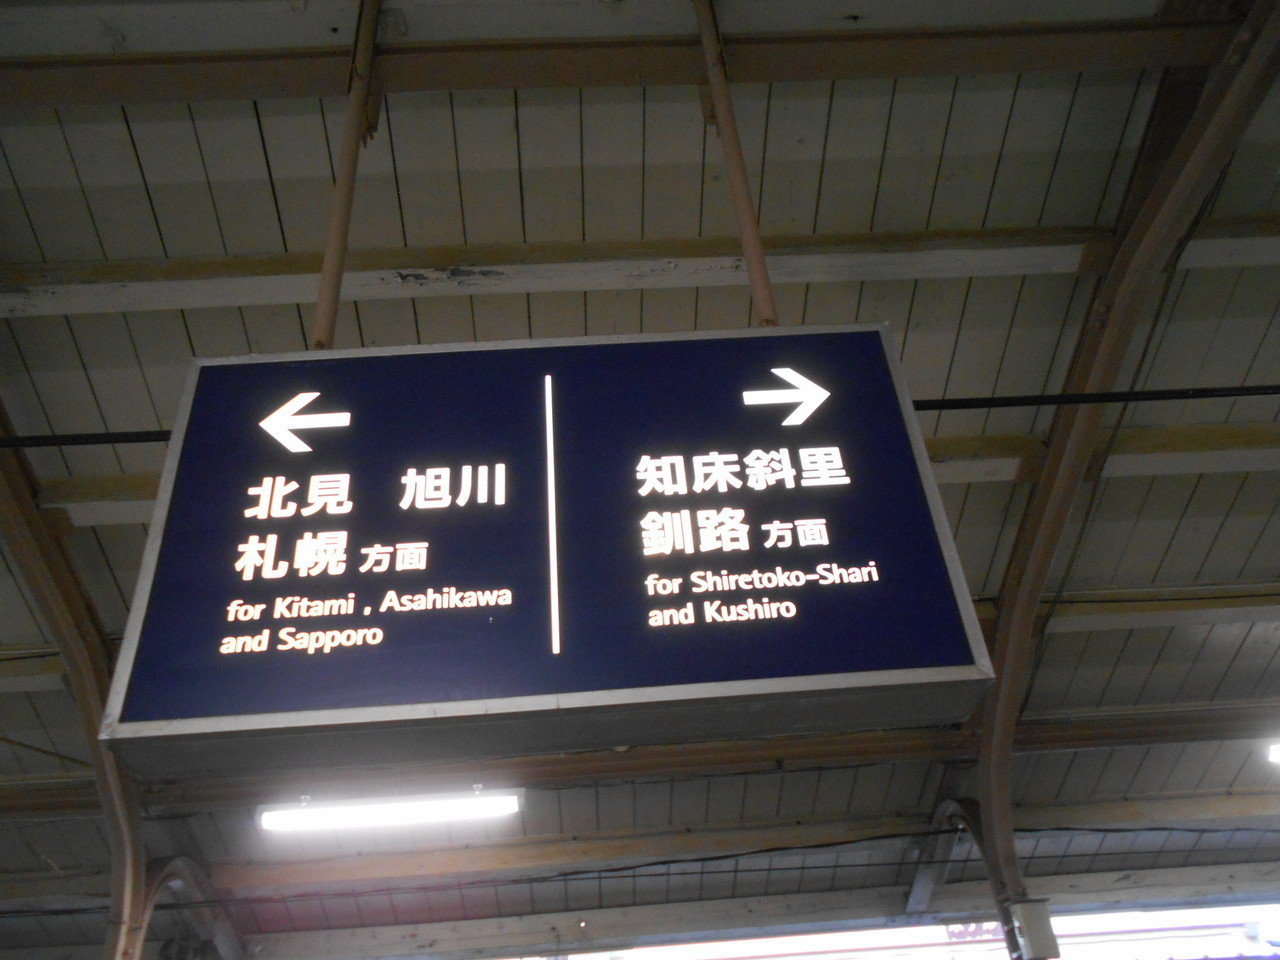 ←
北見 旭川
札幌 方面
for Kitami , Asahikawa
and Sapporo
→
知床斜里
釧路 方面
for Shiretoko-Shari
and Kushiro